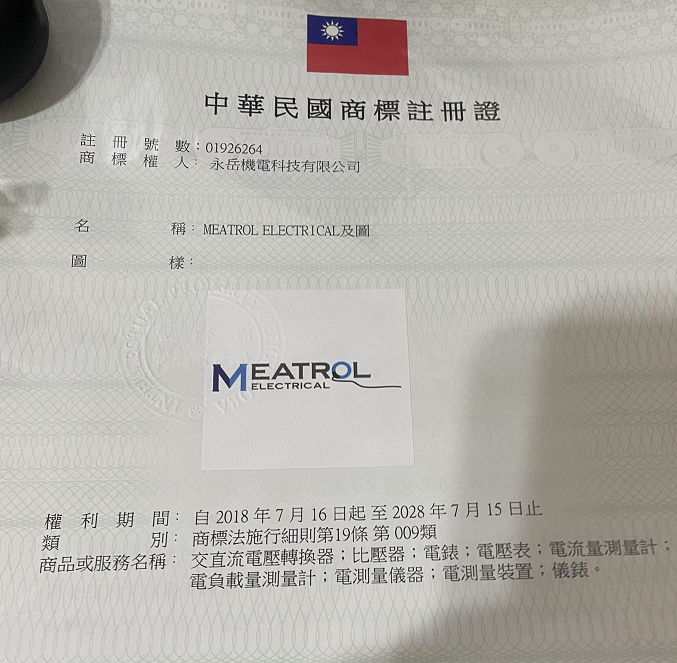 中華民國商標註冊證
註冊號數：01926264
商標權人：永岳機電科技有限公司
名稱：MEATROL ELECTRICAL及圖
圖樣：
MEATROL
ELECTRICAL
權利期間：自 2018 年 7 月 16 日起 至 2028 年 7 月 15 日止
類別：商標法施行細則第19條 第 009類
商品或服務名稱：交直流電壓轉換器；比壓器；電錶；電壓表；電流量測量計；
電負載量測量計；電測量儀器；電測量裝置；儀錶。